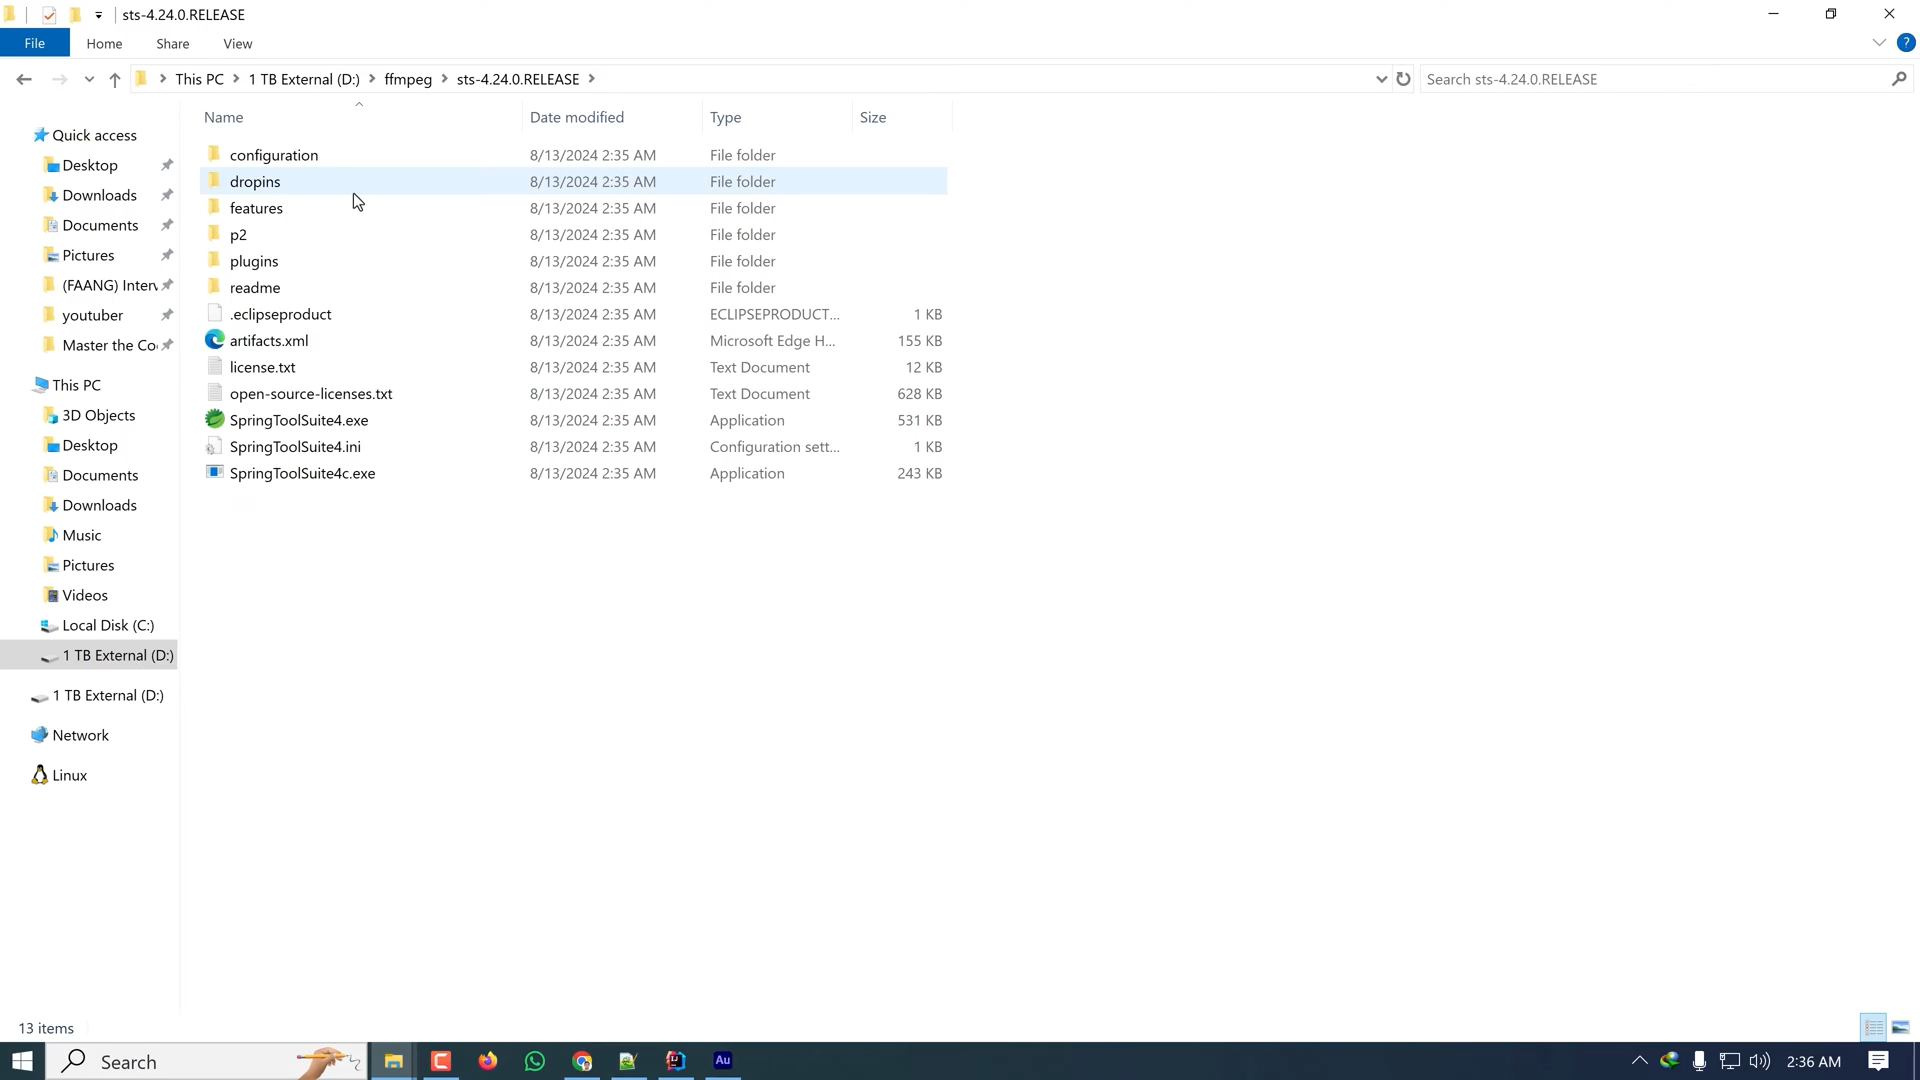 sts-4.24.0.RELEASE
File Home Share View
This PC 1 TB External (D:) ffmpeg sts-4.24.0.RELEASE
Search sts-4.24.0.RELEASE
Quick access
Desktop
Downloads
Documents
Pictures
(FAANG) Interv
youtuber
Master the Co
This PC
3D Objects
Desktop
Documents
Downloads
Music
Pictures
Videos
Local Disk (C:)
1 TB External (D:)
1 TB External (D:)
Network
Linux
Name Date modified Type Size
configuration 8/13/2024 2:35 AM File folder
dropins 8/13/2024 2:35 AM File folder
features 8/13/2024 2:35 AM File folder
p2 8/13/2024 2:35 AM File folder
plugins 8/13/2024 2:35 AM File folder
readme 8/13/2024 2:35 AM File folder
.eclipseproduct 8/13/2024 2:35 AM ECLIPSEPRODUCT... 1 KB
artifacts.xml 8/13/2024 2:35 AM Microsoft Edge H... 155 KB
license.txt 8/13/2024 2:35 AM Text Document 12 KB
open-source-licenses.txt 8/13/2024 2:35 AM Text Document 628 KB
SpringToolSuite4.exe 8/13/2024 2:35 AM Application 531 KB
SpringToolSuite4.ini 8/13/2024 2:35 AM Configuration sett... 1 KB
SpringToolSuite4c.exe 8/13/2024 2:35 AM Application 243 KB
13 items
Search
Au
2:36 AM